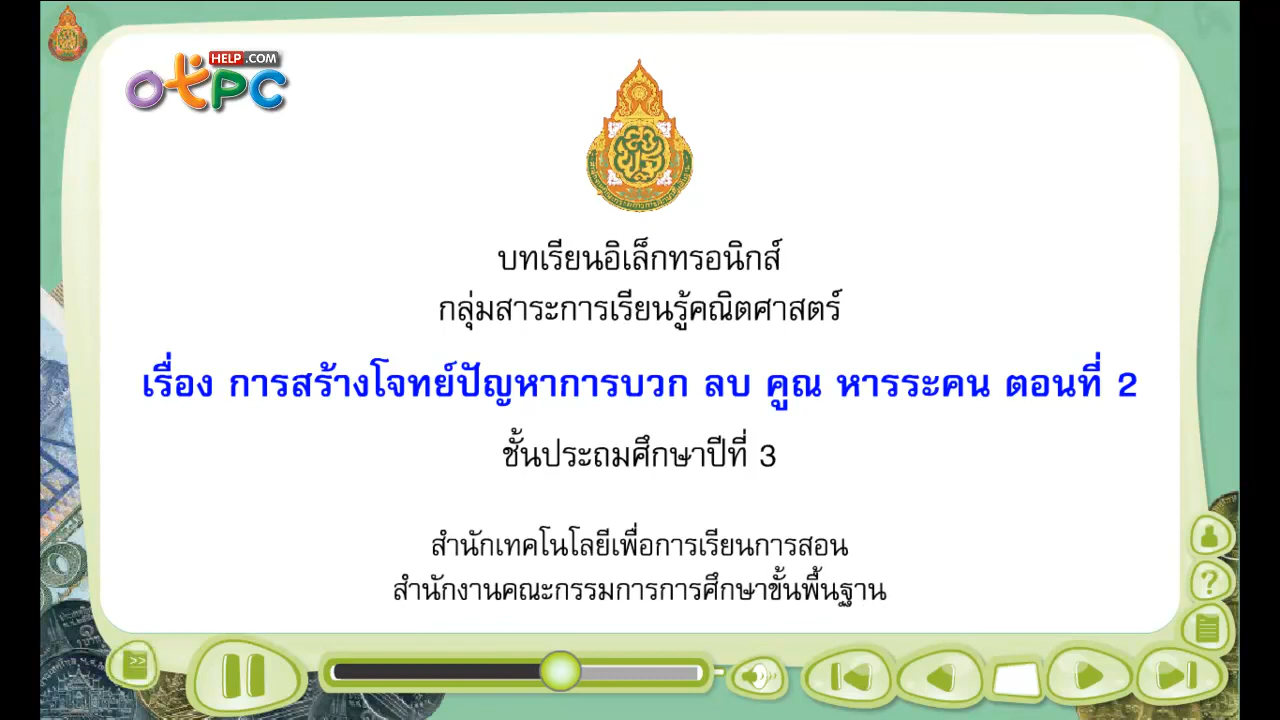 HELP.COM
OTPC
บทเรียนอิเล็กทรอนิกส์
กลุ่มสาระการเรียนรู้คณิตศาสตร์
เรื่อง การสร้างโจทย์ปัญหาการบวก ลบ คูณ หารระคน ตอนที่ 2
ชั้นประถมศึกษาปีที่ 3
สำนักเทคโนโลยีเพื่อการเรียนการสอน
สำนักงานคณะกรรมการการศึกษาขั้นพื้นฐาน